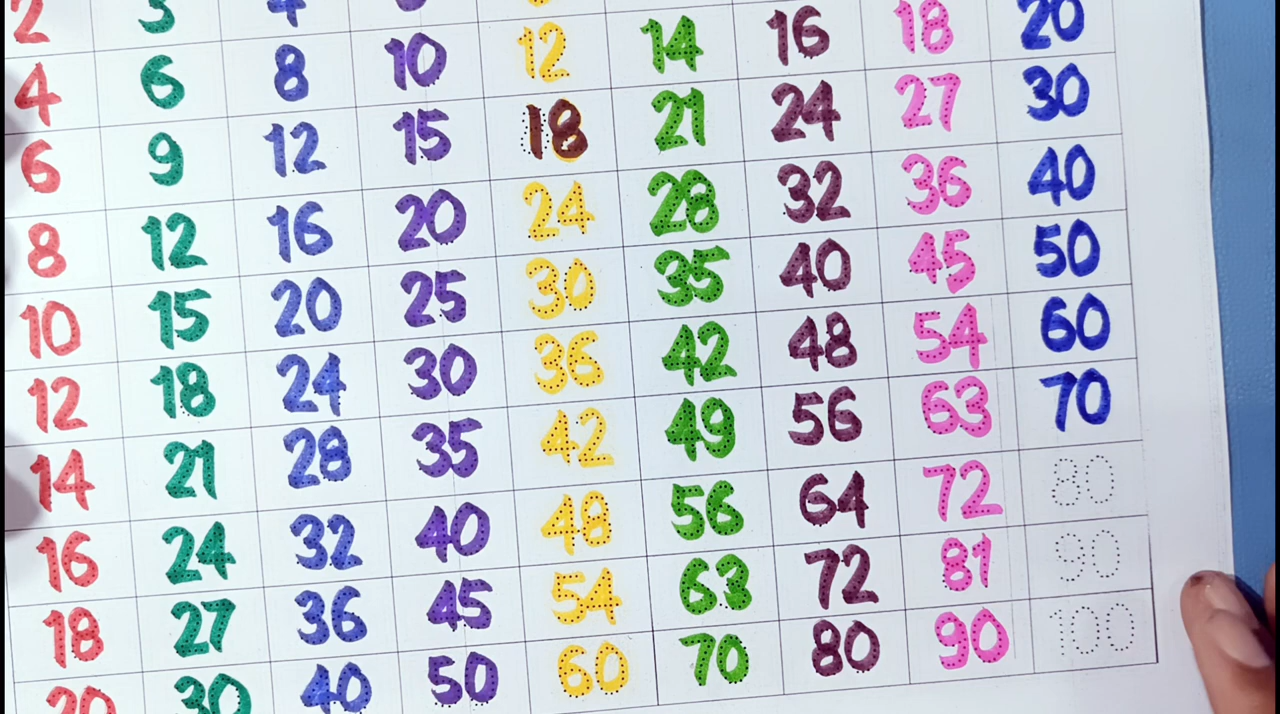 2 3 4
4 6 8 10 12 14 16 18 20
6 9 12 15 18 21 24 27 30
8 12 16 20 24 28 32 36 40
10 15 20 25 30 35 40 45 50
12 18 24 30 36 42 48 54 60
14 21 28 35 42 49 56 63 70
16 24 32 40 48 56 64 72 80
18 27 36 45 54 63 72 81 90
20 30 40 50 60 70 80 90 100